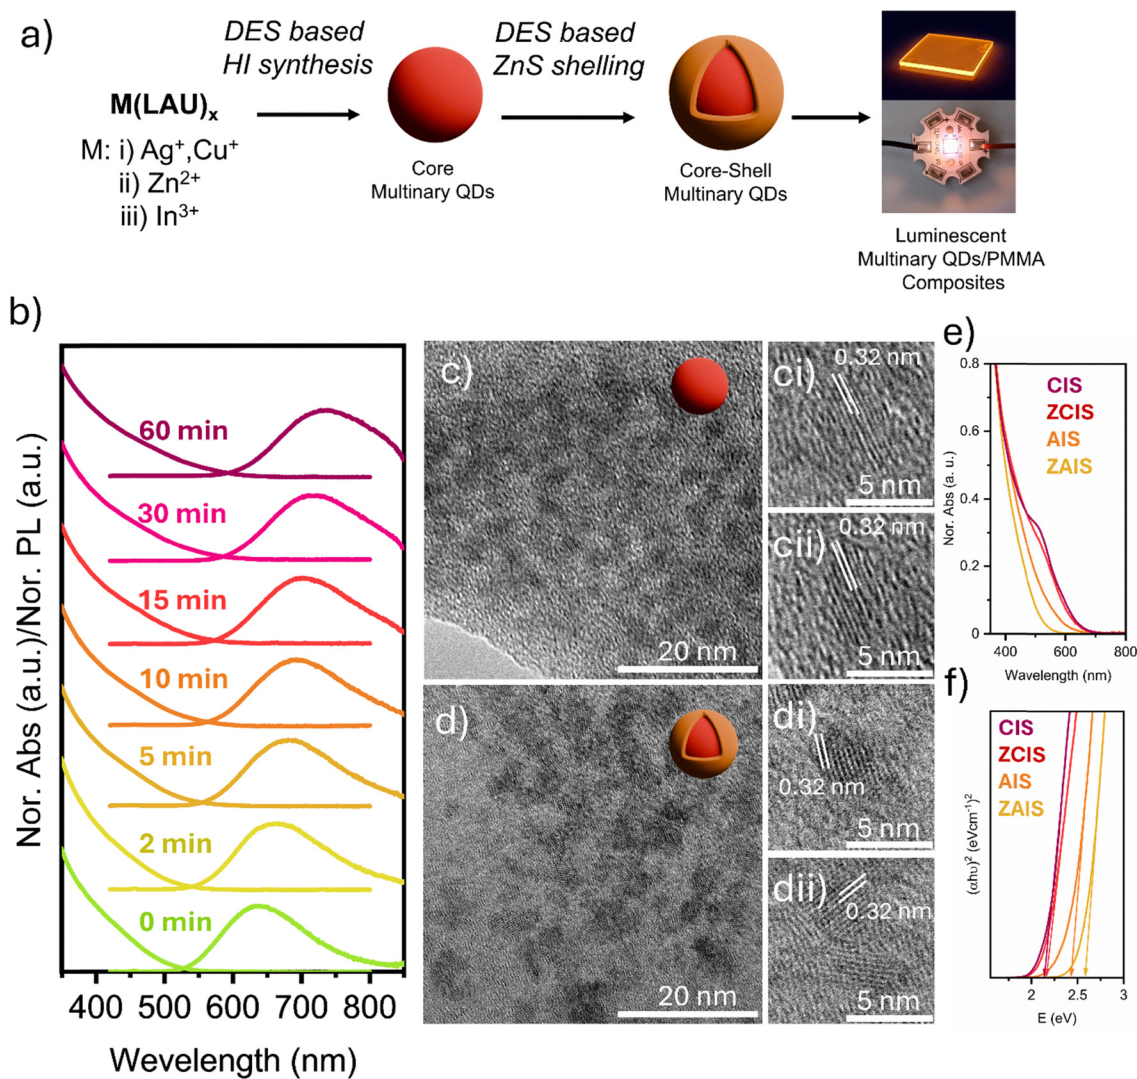 a)
DES based
HI synthesis
DES based
ZnS shelling
M(LAU)x
M: i) Ag+,Cu+
ii) Zn2+
iii) In3+
Core
Multinary QDs
Core-Shell
Multinary QDs
Luminescent
Multinary QDs/PMMA
Composites
b)
Nor. Abs (a.u.)/Nor. PL (a.u.)
60 min
30 min
15 min
10 min
5 min
2 min
0 min
400 500 600 700 800
Wevelength (nm)
c)
20 nm
ci)
0.32 nm
5 nm
cii)
0.32 nm
5 nm
d)
20 nm
di)
0.32 nm
5 nm
dii)
0.32 nm
5 nm
e)
Nor. Abs (a. u.)
0.8
0.6
0.4
0.2
0
CIS
ZCIS
AIS
ZAIS
400 600 800
Wavelength (nm)
f)
(αhυ)2 (eVcm-1)2
CIS
ZCIS
AIS
ZAIS
2 2.5 3
E (eV)